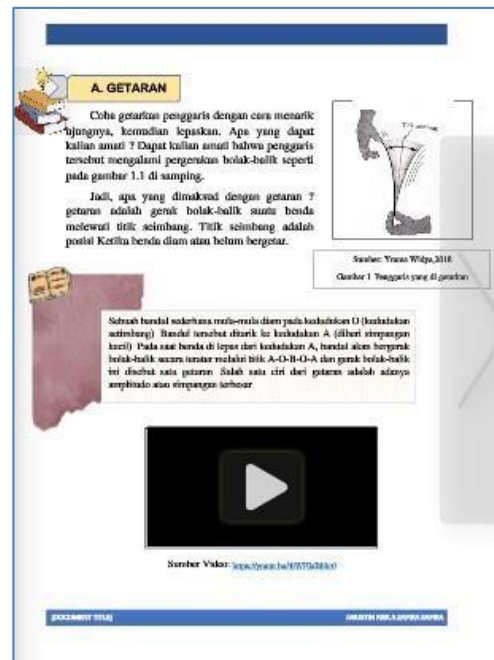 A. GETARAN
Coba getarkan penggaris dengan cara menarik
ujungnya, kemudian lepaskan. Apa yang dapat
kalian amati ? Dapat kalian amati bahwa penggaris
tersebut mengalami pergerakan bolak-balik seperti
pada gambar 1.1 di samping.
Jadi, apa yang dimaksud dengan getaran ?
getaran adalah gerak bolak-balik suatu benda
melewati titik seimbang. Titik seimbang adalah
posisi Ketika benda diam atau belum bergetar.
Sumber: Yrama Widya, 2018
Gambar 1 Penggaris yang di getarkan
Sebuah bandul sederhana mula-mula diam pada kedudukan O (kedudukan
setimbang) Bandul tersebut ditarik ke kedudukan A (diberi simpangan
kecil) Pada saat benda di lepas dari kedudukan A, bandul akan bergerak
bolak-balik secara teratur melalui titik A-O-B-O-A dan gerak bolak-balik
ini disebut satu getaran Salah satu ciri dari getaran adalah adanya
amplitudo atau simpangan terbesar
Sumber Video:
[DOCUMENT TITLE]